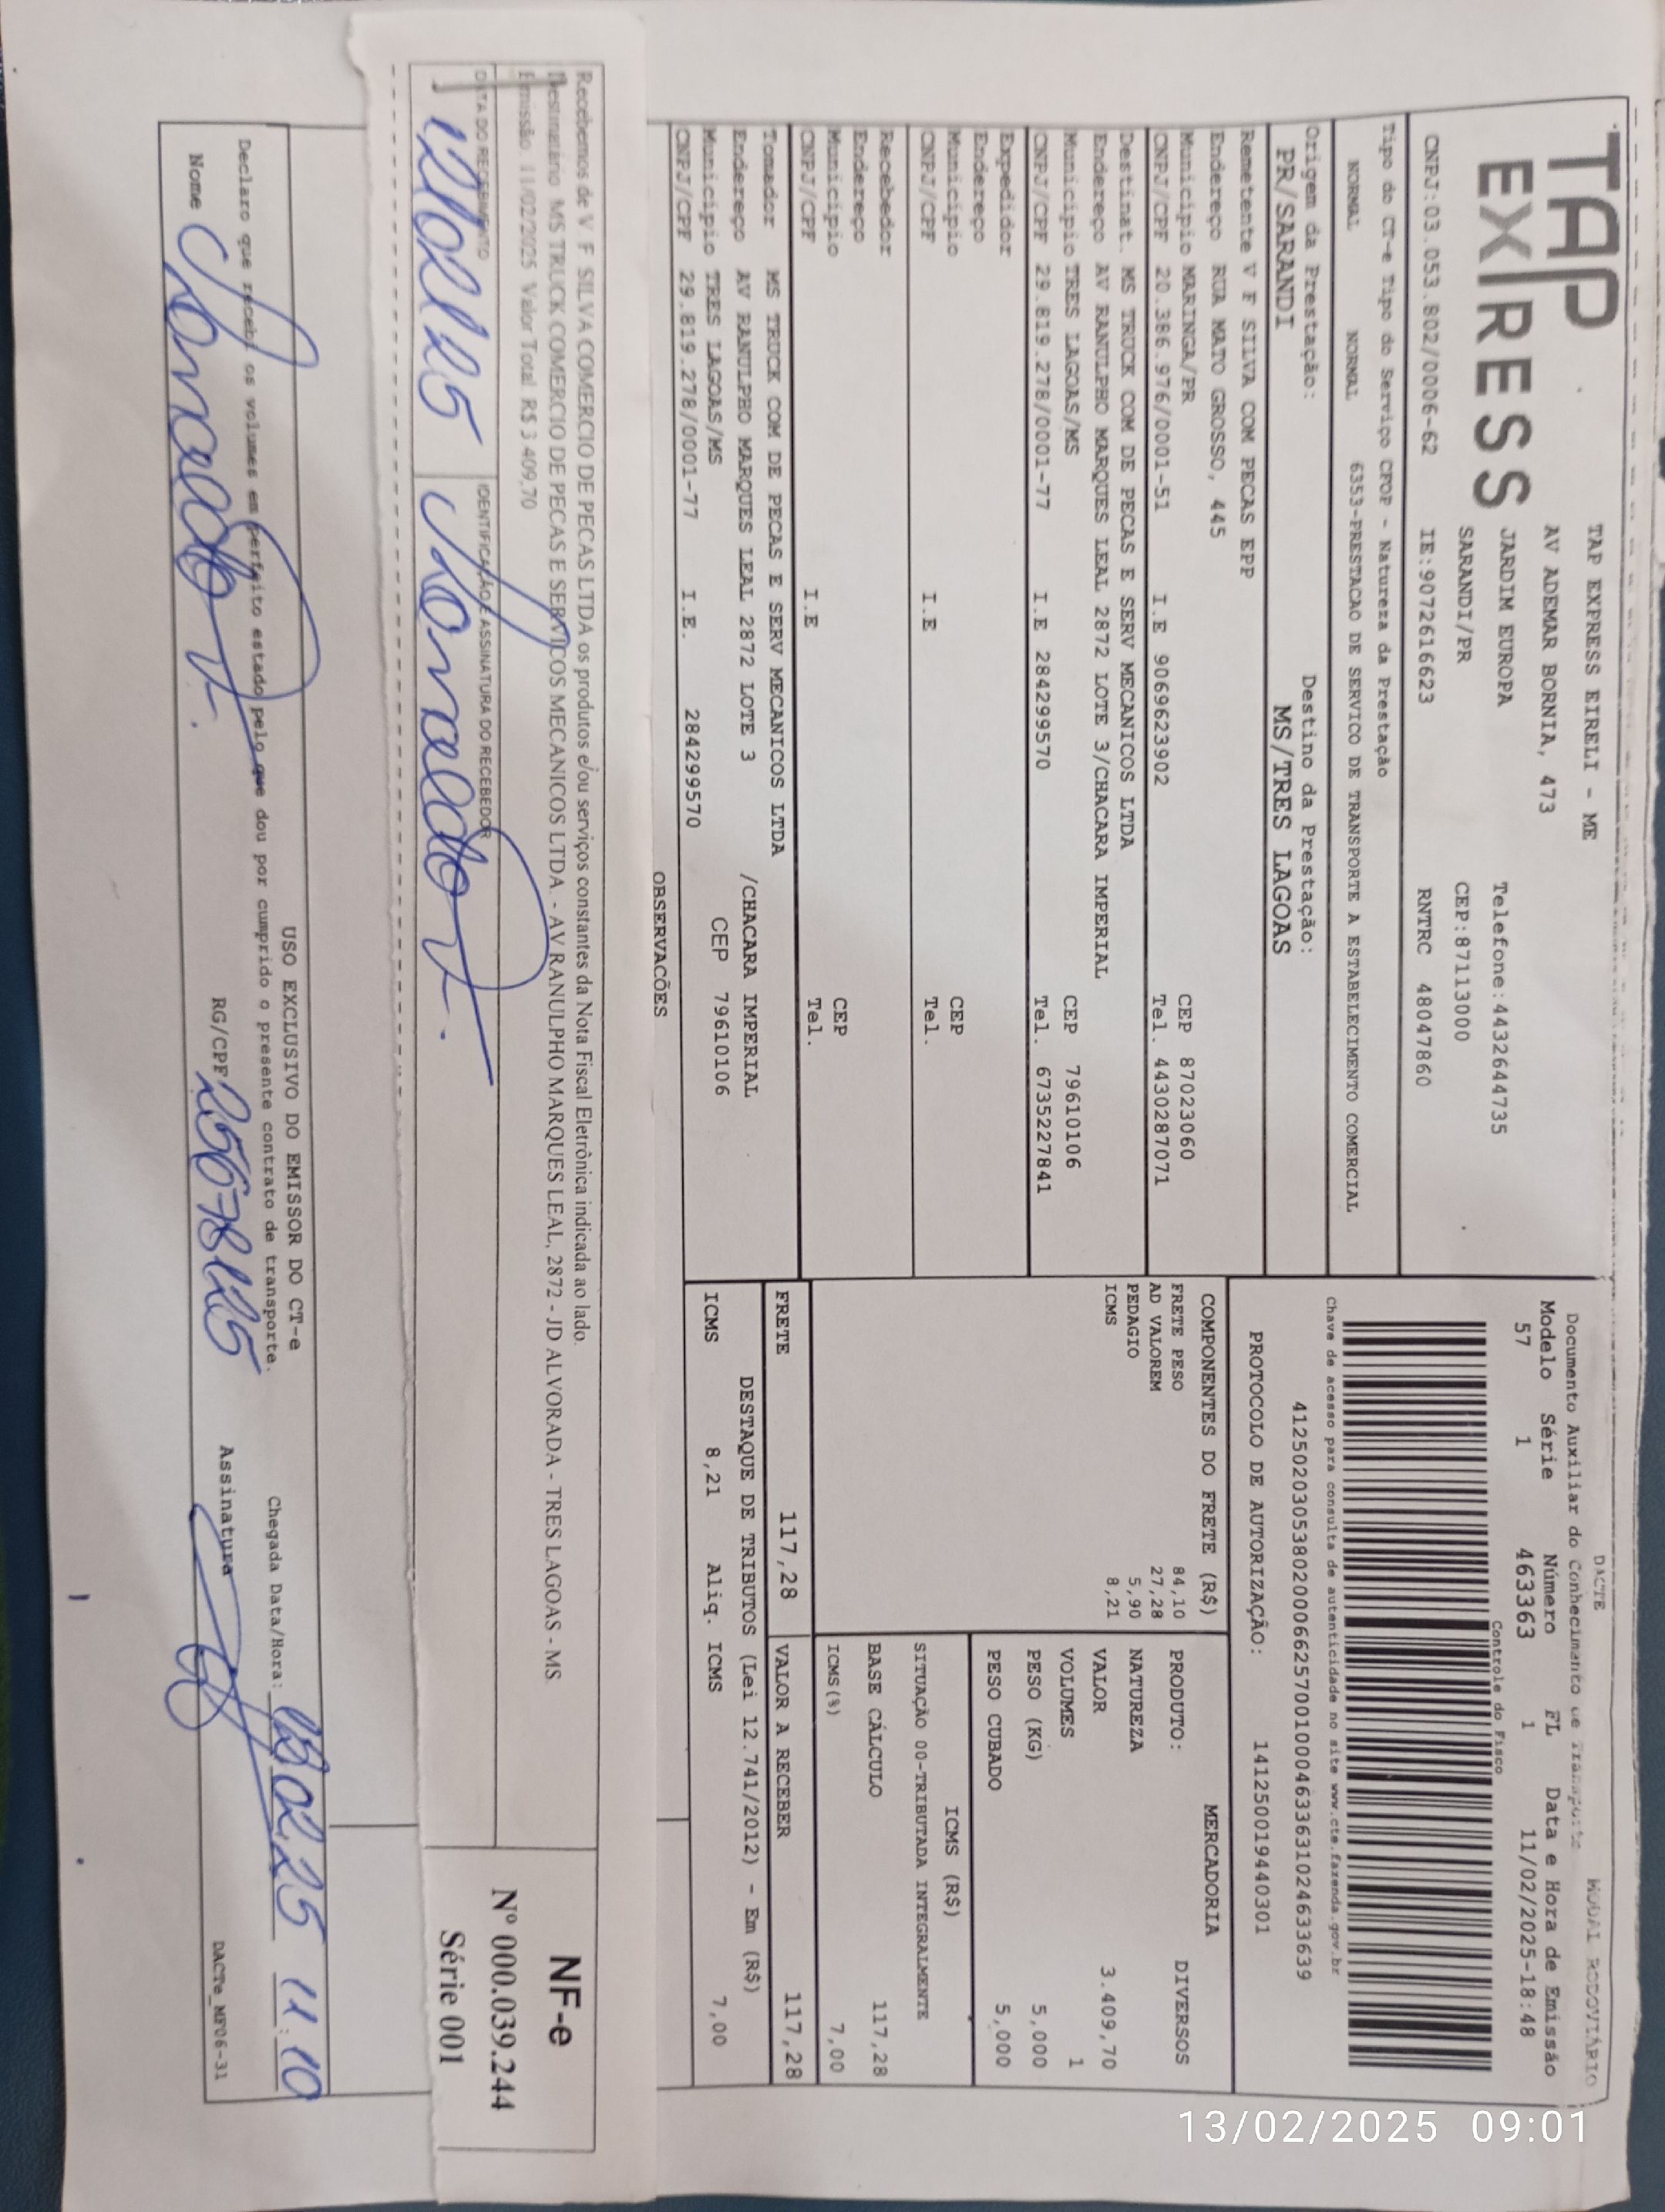 DACTE
MODAL RODOVIÁRIO
TAP EXPRESS
TAP EXPRESS EIRELI - ME
AV ADEMAR BORNIA, 473
JARDIM EUROPA Telefone:4432644735
SARANDI/PR CEP:87113000
CNPJ:03.053.802/0006-62 IE:9072616623 RNTRC 48047860
Documento Auxiliar do Conhecimento de Transporte
Modelo Série Número FL Data e Hora de Emissão
57 1 463363 1 11/02/2025-18:48
Controle do Fisco
Tipo do CT-e Tipo do Serviço CFOP - Natureza da Prestação
NORMAL NORMAL 6353-PRESTACAO DE SERVICO DE TRANSPORTE A ESTABELECIMENTO COMERCIAL
Chave de acesso para consulta de autenticidade no site www.cte.fazenda.gov.br
41250203053802000662570010004633631024633639
Origem da Prestação: Destino da Prestação:
PR/SARANDI MS/TRES LAGOAS
PROTOCOLO DE AUTORIZAÇÃO: 141250019440301
Remetente V F SILVA COM PECAS EPP
Endereço RUA MATO GROSSO, 445
Municipio MARINGA/PR CEP 87023060
CNPJ/CPF 20.386.976/0001-51 I.E 9069623902 Tel. 4430287071
Destinat. MS TRUCK COM DE PECAS E SERV MECANICOS LTDA
Endereço AV RANULPHO MARQUES LEAL 2872 LOTE 3/CHACARA IMPERIAL
Municipio TRES LAGOAS/MS CEP 79610106
CNPJ/CPF 29.819.278/0001-77 I.E 284299570 Tel. 6735227841
Expedidor
Endereço
Municipio CEP
CNPJ/CPF I.E Tel.
Recebedor
Endereço
Municipio CEP
CNPJ/CPF I.E Tel.
Tomador MS TRUCK COM DE PECAS E SERV MECANICOS LTDA
Endereço AV RANULPHO MARQUES LEAL 2872 LOTE 3 /CHACARA IMPERIAL
Municipio TRES LAGOAS/MS CEP 79610106
CNPJ/CPF 29.819.278/0001-77 I.E. 284299570
COMPONENTES DO FRETE (R$)
FRETE PESO 84,10
AD VALOREM 27,28
PEDAGIO 5,90
ICMS 8,21
MERCADORIA
PRODUTO: DIVERSOS
NATUREZA
VALOR 3.409,70
VOLUMES 1
PESO (KG) 5,000
PESO CUBADO 5,000
ICMS (R$)
SITUAÇÃO 00-TRIBUTADA INTEGRALMENTE
BASE CÁLCULO 117,28
ICMS(%) 7,00
FRETE 117,28 VALOR A RECEBER 117,28
DESTAQUE DE TRIBUTOS (Lei 12.741/2012) - Em (R$)
ICMS 8,21 Aliq. ICMS 7,00
OBSERVAÇÕES
Recebemos de V F SILVA COMERCIO DE PECAS LTDA os produtos e/ou serviços constantes da Nota Fiscal Eletrônica indicada ao lado.
Destinatário MS TRUCK COMERCIO DE PECAS E SERVICOS MECANICOS LTDA - AV RANULPHO MARQUES LEAL, 2872 - JD ALVORADA - TRES LAGOAS - MS
Emissão 11/02/2025 Valor Total R$ 3.409,70
DATA DO RECEBIMENTO IDENTIFICAÇÃO E ASSINATURA DO RECEBEDOR
NF-e
Nº 000.039.244
Série 001
USO EXCLUSIVO DO EMISSOR DO CT-e
Declaro que recebi os volumes em perfeito estado pelo que dou por cumprido o presente contrato de transporte.
Chegada Data/Hora: 13 02 25 11:10
Nome RG/CPF Assinatura
DACTe_MF06-31
13/02/2025 09:01